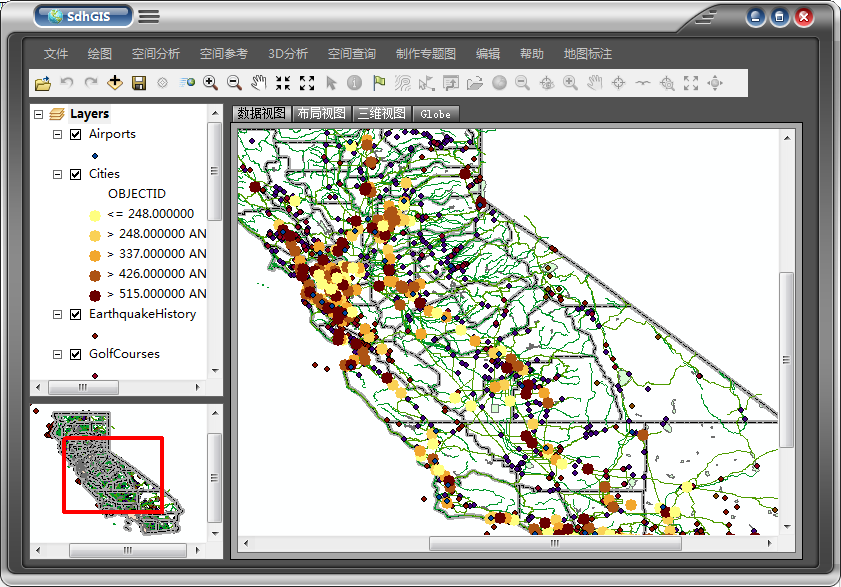 SdhGIS
文件 绘图 空间分析 空间参考 3D分析 空间查询 制作专题图 编辑 帮助 地图标注
Layers
Airports
Cities
OBJECTID
<= 248.000000
> 248.000000 AN
> 337.000000 AN
> 426.000000 AN
> 515.000000 AN
EarthquakeHistory
GolfCourses
数据视图 布局视图 三维视图 Globe